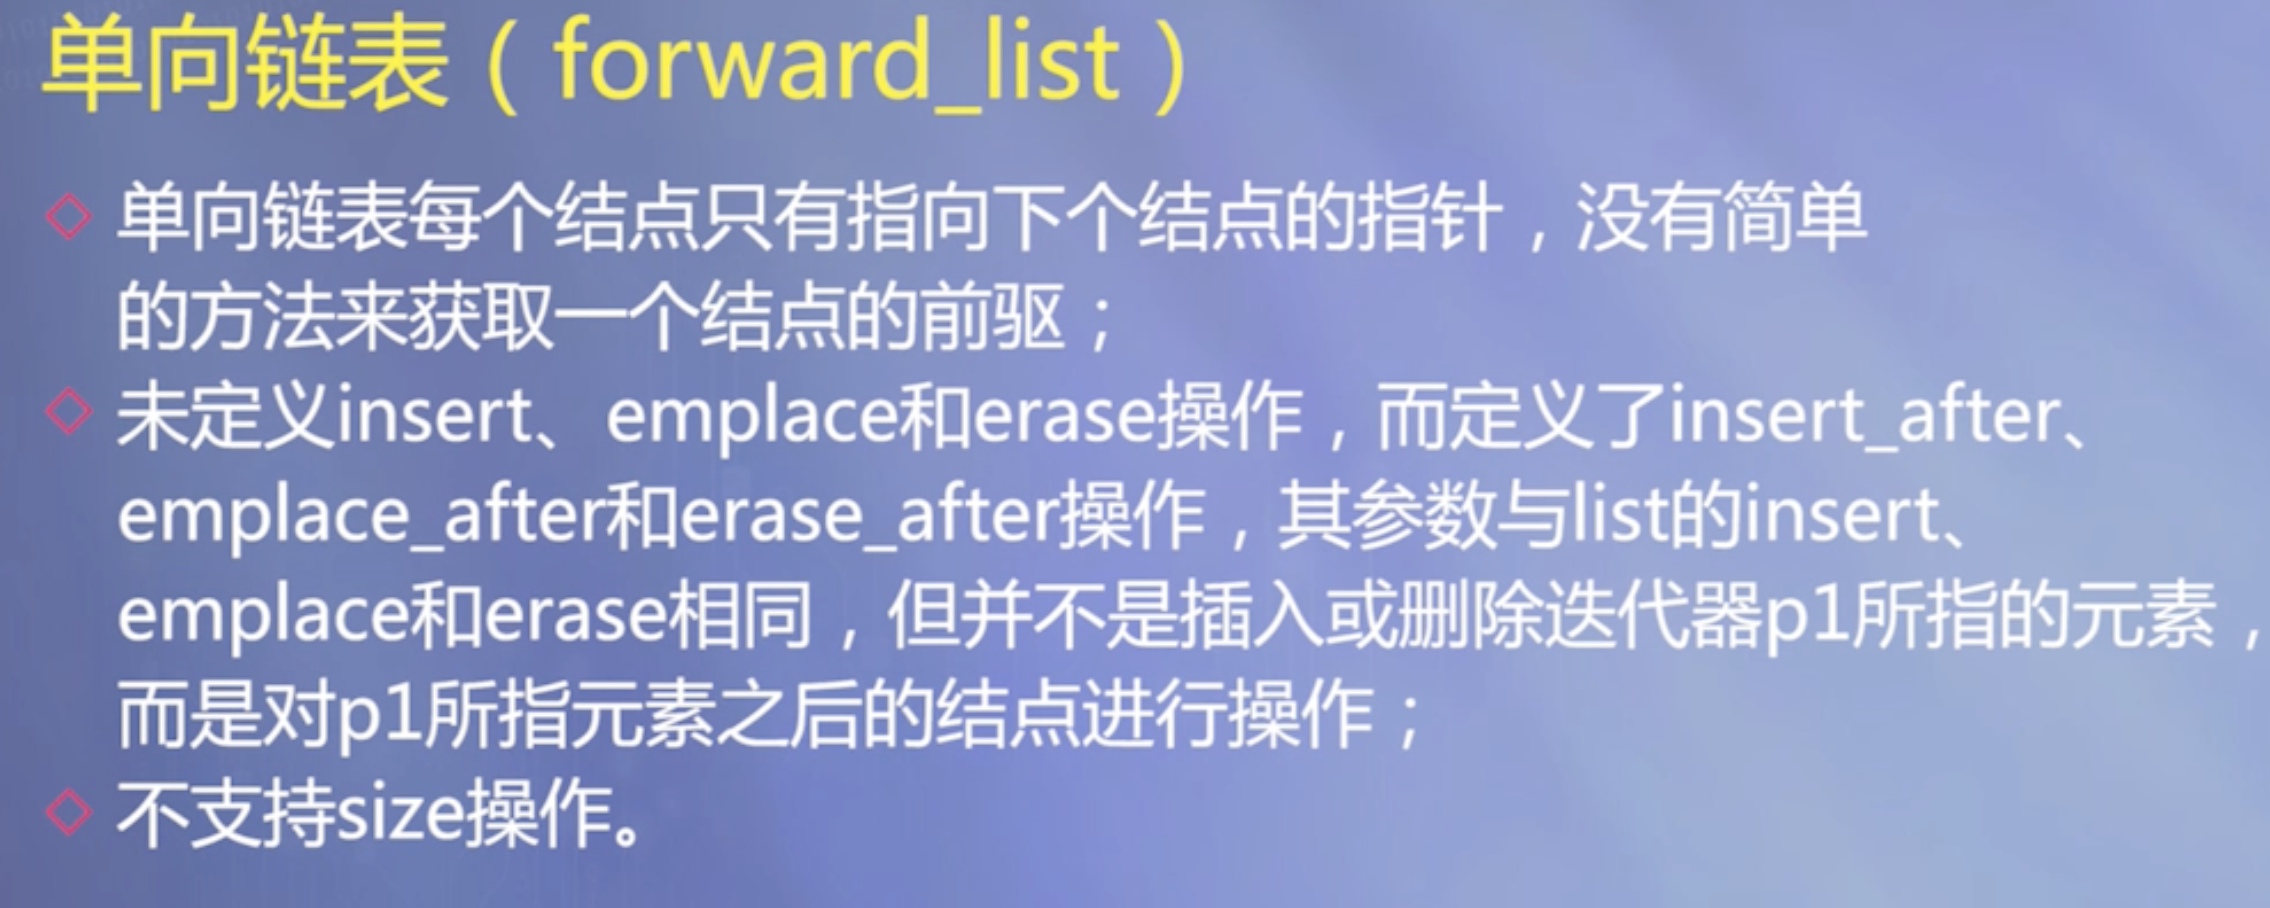 单向链表（forward_list）
单向链表每个结点只有指向下个结点的指针，没有简单
的方法来获取一个结点的前驱；
未定义insert、emplace和erase操作，而定义了insert_after、
emplace_after和erase_after操作，其参数与list的insert、
emplace和erase相同，但并不是插入或删除迭代器p1所指的元素，
而是对p1所指元素之后的结点进行操作；
不支持size操作。